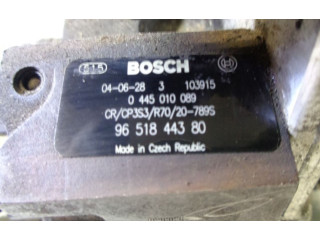 515 BOSCH
04-06-28 3 103915
0 445 010 089
CR/CP3S3/R70/20-789S
96 518 443 80
Made in Czech Republic